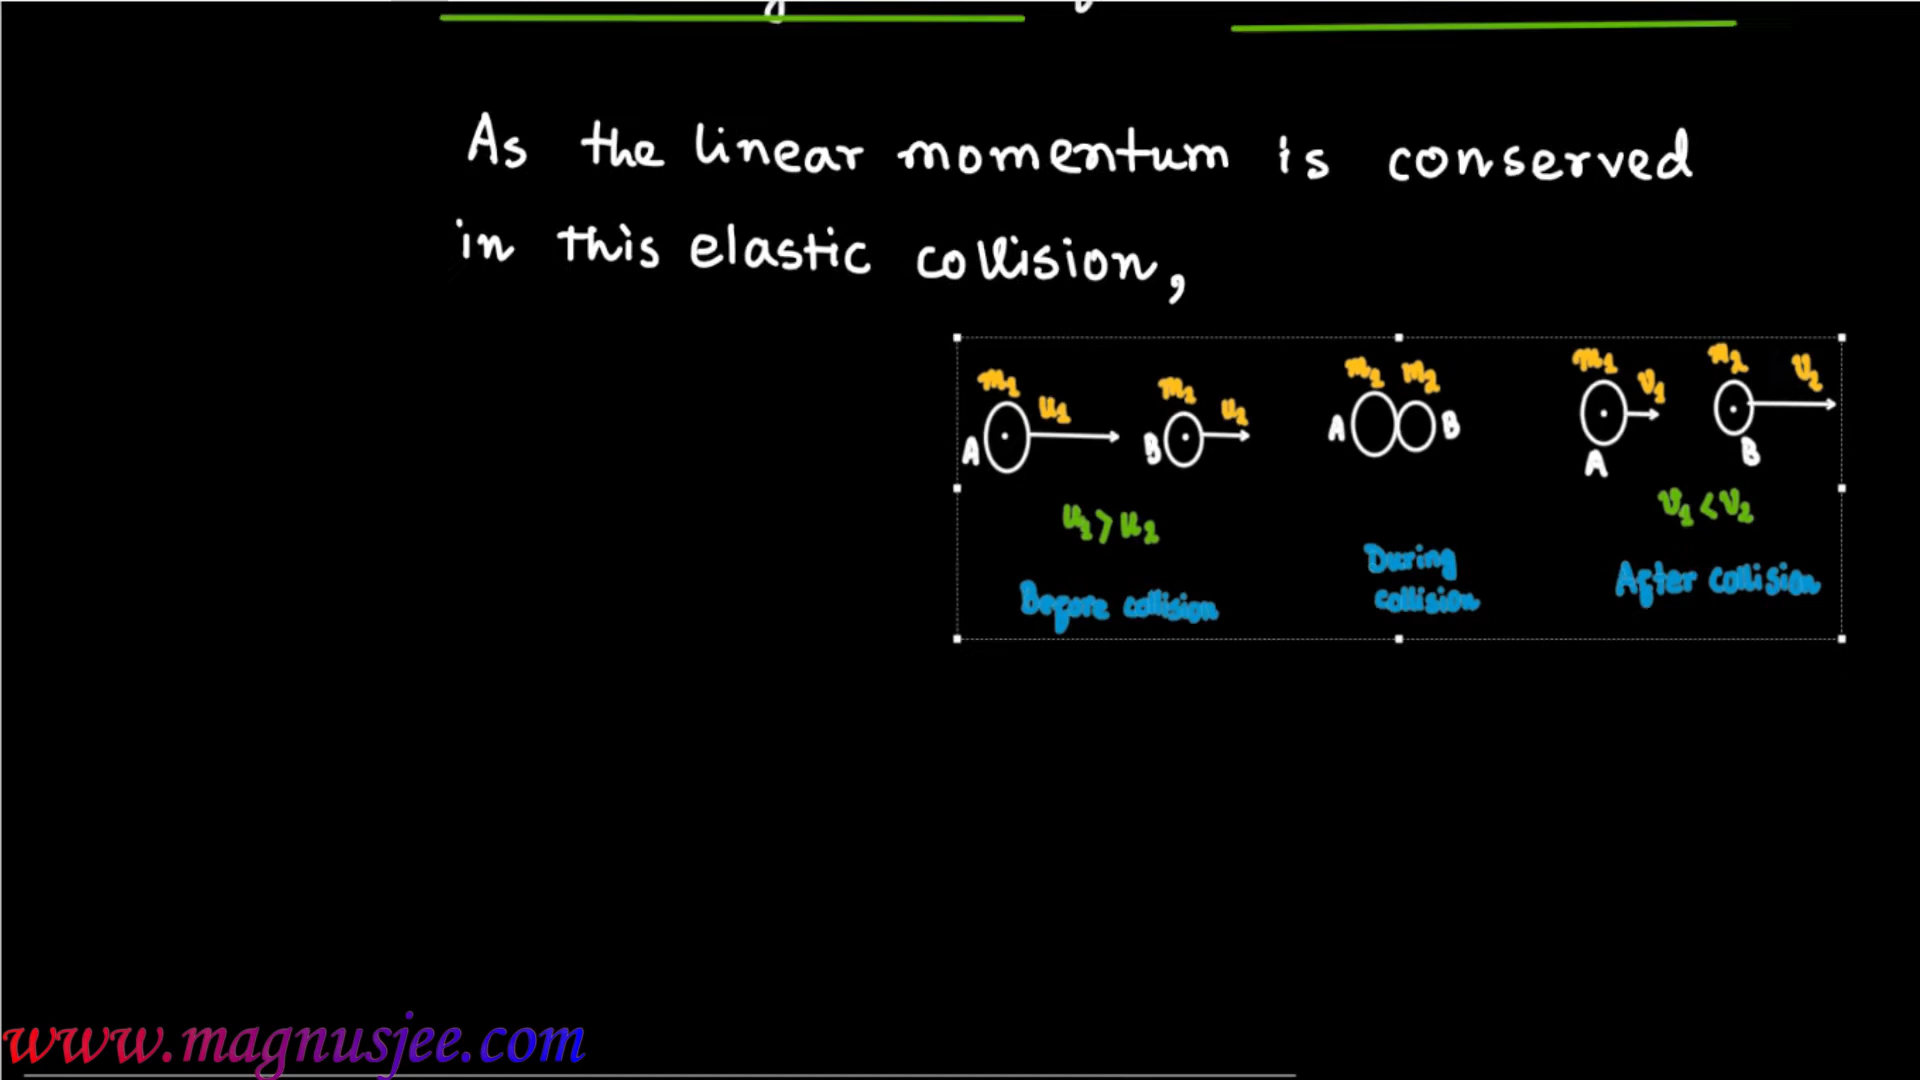 As the linear momentum is conserved
in this elastic collision,
m₁ u₁ m₂ u₂
A B
u₁ > u₂
Before collision
m₁ m₂
A B
During
collision
m₁ v₁ m₂ v₂
A B
v₁ < v₂
After collision
www.magnusjee.com